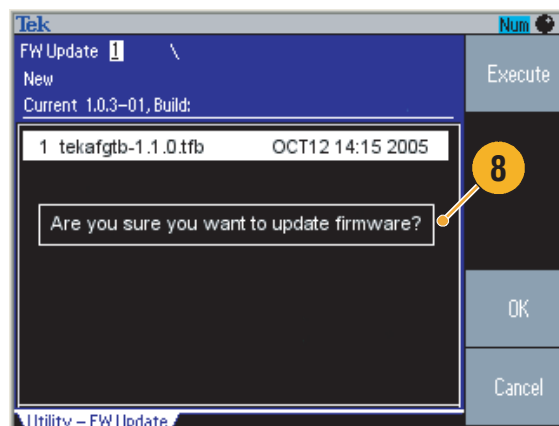 Tek
Num
FW Update 1 \
New
Current 1.0.3–01, Build:
Execute
1 tekafgtb-1.1.0.tfb OCT12 14:15 2005
8
Are you sure you want to update firmware?
OK
Cancel
Utility – FW Update